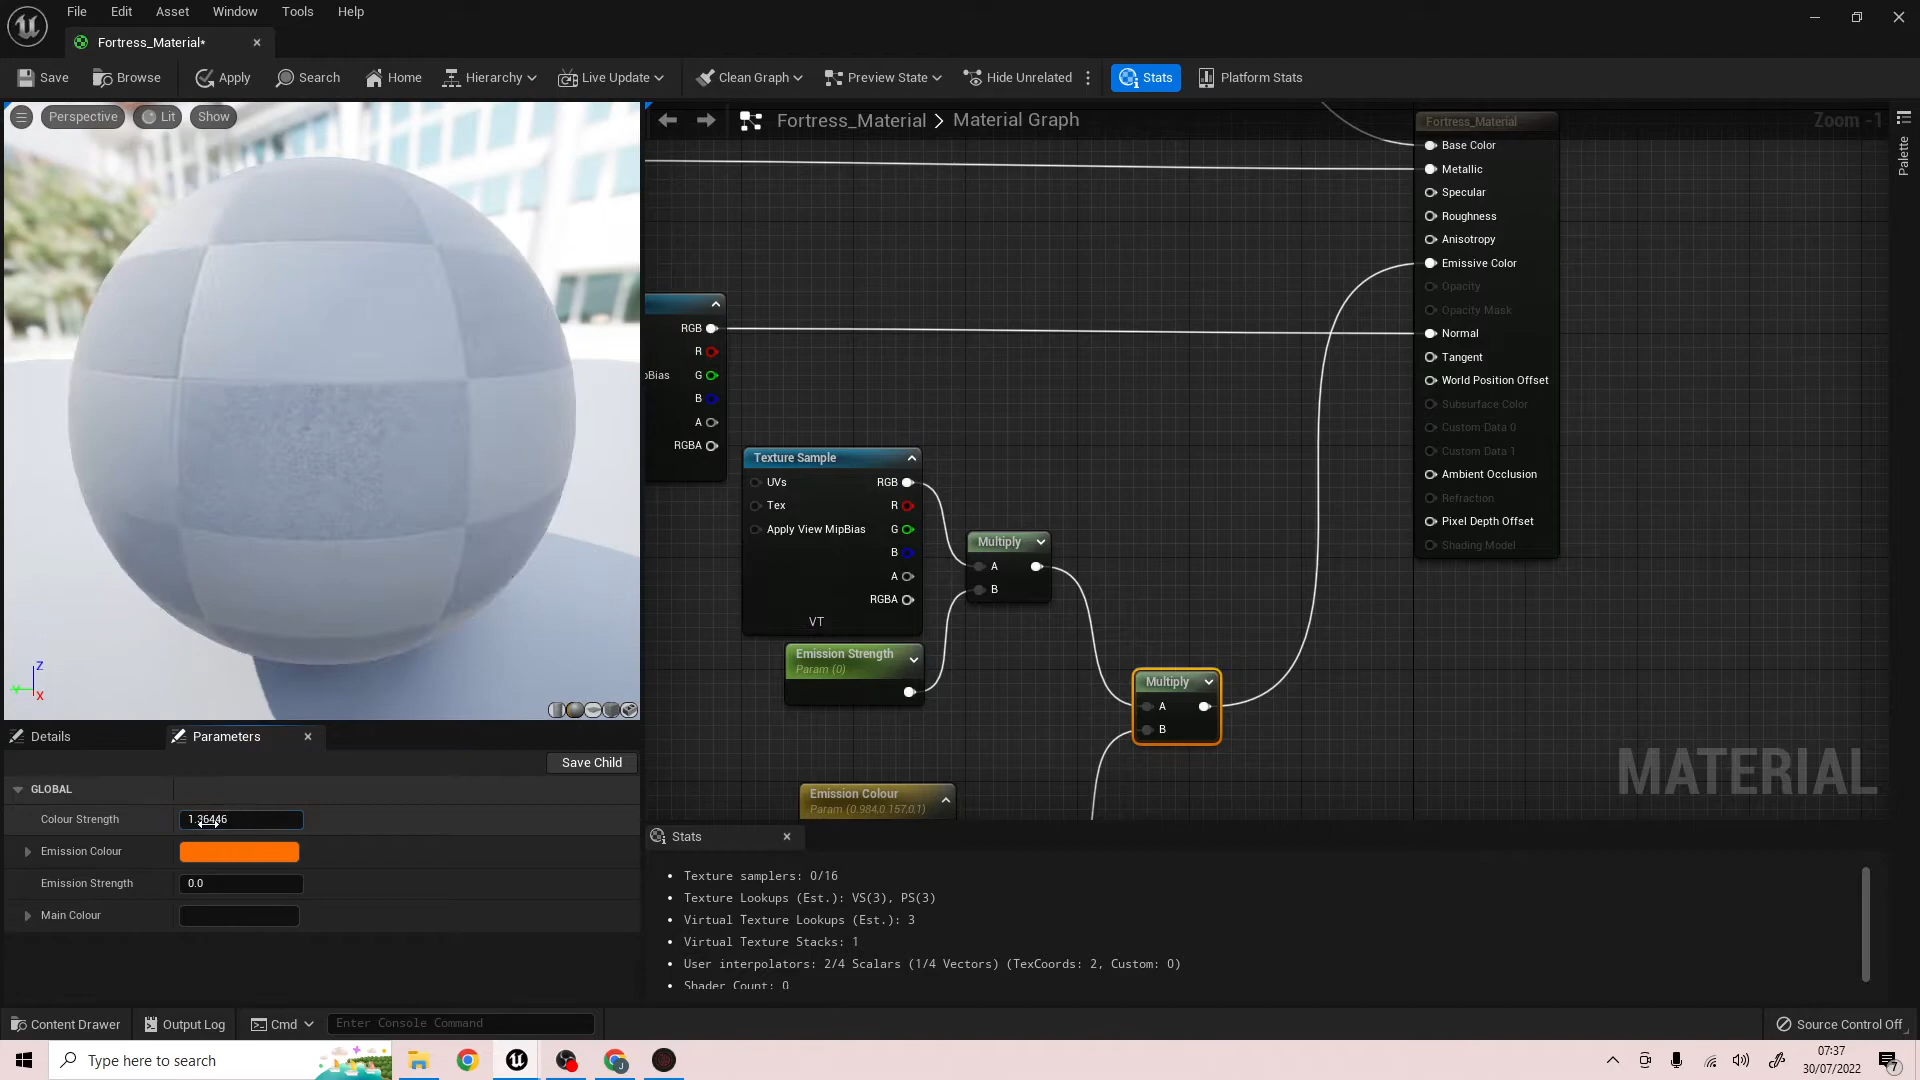 File Edit Asset Window Tools Help
Fortress_Material*
Save Browse Apply Search Home Hierarchy Live Update Clean Graph Preview State Hide Unrelated Stats Platform Stats
Perspective Lit Show
Fortress_Material > Material Graph
Zoom -1
Palette
Fortress_Material
Base Color
Metallic
Specular
Roughness
Anisotropy
Emissive Color
Opacity
Opacity Mask
Normal
Tangent
World Position Offset
Subsurface Color
Custom Data 0
Custom Data 1
Ambient Occlusion
Refraction
Pixel Depth Offset
Shading Model
RGB
R
pBias G
B
A
RGBA
Texture Sample
UVs RGB
Tex R
Apply View MipBias G
B
A
RGBA
VT
Multiply
A
B
Emission Strength
Param (0)
Multiply
A
B
Emission Colour
Param (0.984,0.157,0,1)
MATERIAL
Z
Y
X
Details Parameters
Save Child
GLOBAL
Colour Strength 1.36446
Emission Colour
Emission Strength 0.0
Main Colour
Stats
Texture samplers: 0/16
Texture Lookups (Est.): VS(3), PS(3)
Virtual Texture Lookups (Est.): 3
Virtual Texture Stacks: 1
User interpolators: 2/4 Scalars (1/4 Vectors) (TexCoords: 2, Custom: 0)
Shader Count: 0
Content Drawer Output Log Cmd Enter Console Command Source Control Off
Type here to search
07:37
30/07/2022
7